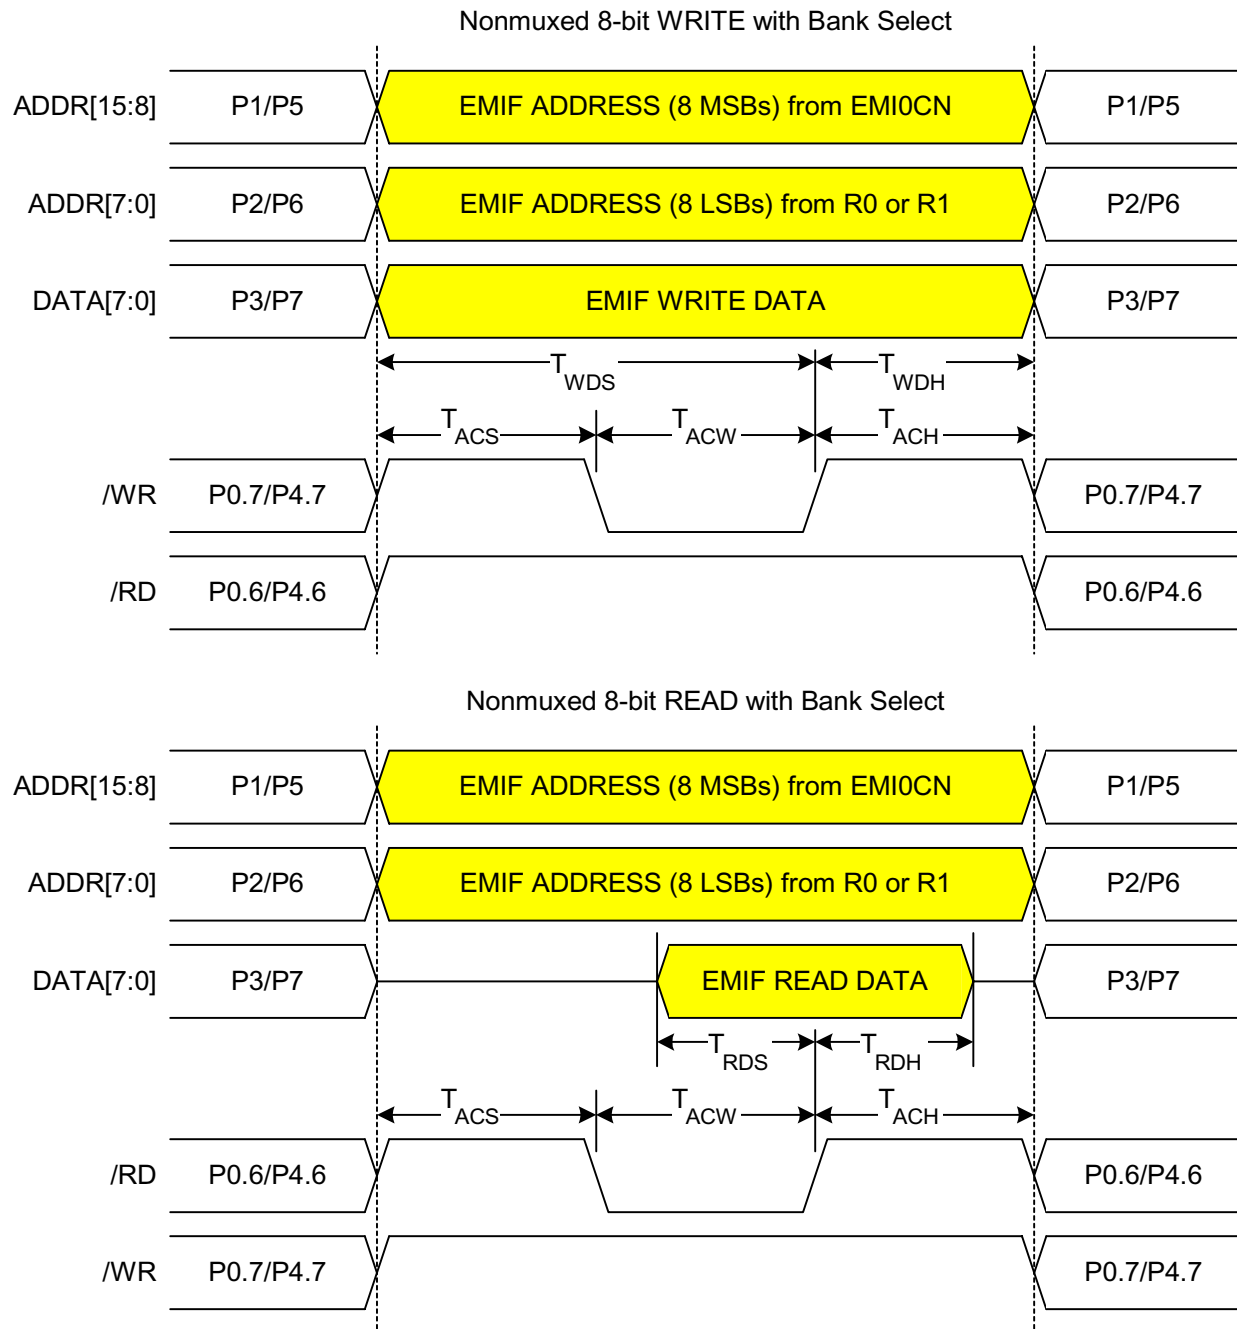 Nonmuxed 8-bit WRITE with Bank Select
ADDR[15:8] P1/P5 EMIF ADDRESS (8 MSBs) from EMI0CN P1/P5
ADDR[7:0] P2/P6 EMIF ADDRESS (8 LSBs) from R0 or R1 P2/P6
DATA[7:0] P3/P7 EMIF WRITE DATA P3/P7
TWDS TWDH
TACS TACW TACH
/WR P0.7/P4.7 P0.7/P4.7
/RD P0.6/P4.6 P0.6/P4.6
Nonmuxed 8-bit READ with Bank Select
ADDR[15:8] P1/P5 EMIF ADDRESS (8 MSBs) from EMI0CN P1/P5
ADDR[7:0] P2/P6 EMIF ADDRESS (8 LSBs) from R0 or R1 P2/P6
DATA[7:0] P3/P7 EMIF READ DATA P3/P7
TRDS TRDH
TACS TACW TACH
/RD P0.6/P4.6 P0.6/P4.6
/WR P0.7/P4.7 P0.7/P4.7